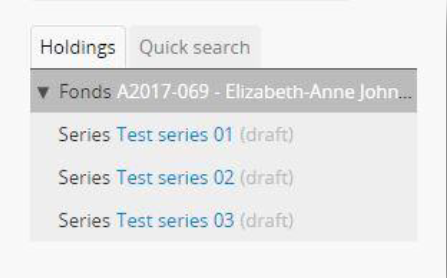 Holdings Quick search
▼ Fonds A2017-069 - Elizabeth-Anne John...
Series Test series 01 (draft)
Series Test series 02 (draft)
Series Test series 03 (draft)